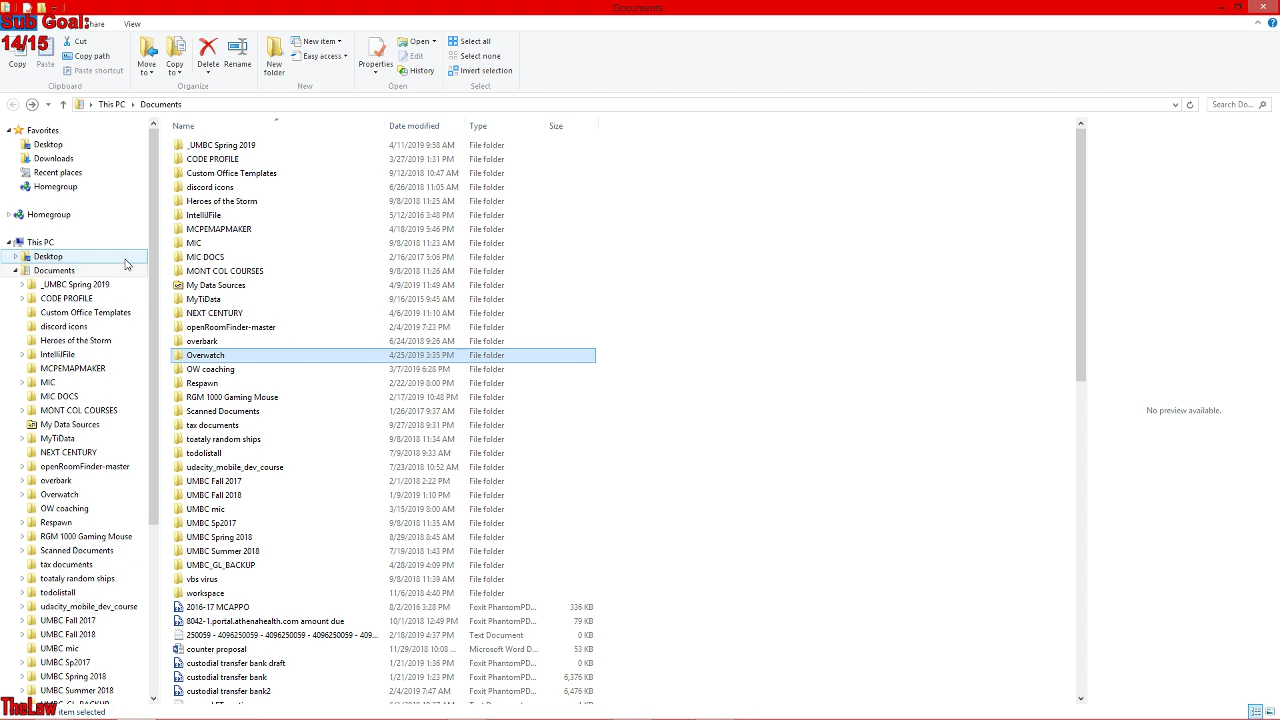 Documents
Sub Goal:
14/15
Share
View
Copy
Paste
Cut
Copy path
Paste shortcut
Clipboard
Move to
Copy to
Delete
Rename
Organize
New folder
New item
Easy access
New
Properties
Open
Edit
History
Open
Select all
Select none
Invert selection
Select
This PC
Documents
Search Do...
Favorites
Desktop
Downloads
Recent places
Homegroup
Homegroup
This PC
Desktop
Documents
_UMBC Spring 2019
CODE PROFILE
Custom Office Templates
discord icons
Heroes of the Storm
IntelliJFile
MCPEMAPMAKER
MIC
MIC DOCS
MONT COL COURSES
My Data Sources
MyTiData
NEXT CENTURY
openRoomFinder-master
overbark
Overwatch
OW coaching
Respawn
RGM 1000 Gaming Mouse
Scanned Documents
tax documents
toataly random ships
todolistall
udacity_mobile_dev_course
UMBC Fall 2017
UMBC Fall 2018
UMBC mic
UMBC Sp2017
UMBC Spring 2018
UMBC Summer 2018
Name Date modified Type Size
_UMBC Spring 2019 4/11/2019 9:58 AM File folder
CODE PROFILE 3/27/2019 1:31 PM File folder
Custom Office Templates 9/12/2018 10:47 AM File folder
discord icons 6/26/2018 11:05 AM File folder
Heroes of the Storm 9/8/2018 11:25 AM File folder
IntelliJFile 5/12/2016 3:48 PM File folder
MCPEMAPMAKER 4/18/2019 5:46 PM File folder
MIC 9/8/2018 11:23 AM File folder
MIC DOCS 2/16/2017 5:06 PM File folder
MONT COL COURSES 9/8/2018 11:26 AM File folder
My Data Sources 4/9/2019 11:49 AM File folder
MyTiData 9/16/2015 9:45 AM File folder
NEXT CENTURY 4/6/2019 11:10 AM File folder
openRoomFinder-master 2/4/2019 7:23 PM File folder
overbark 6/24/2018 9:26 AM File folder
Overwatch 4/25/2019 3:35 PM File folder
OW coaching 3/7/2019 6:28 PM File folder
Respawn 2/22/2019 8:00 PM File folder
RGM 1000 Gaming Mouse 2/17/2019 10:48 PM File folder
Scanned Documents 1/26/2017 9:37 AM File folder
tax documents 9/27/2018 9:31 PM File folder
toataly random ships 9/8/2018 11:34 AM File folder
todolistall 7/9/2018 9:33 AM File folder
udacity_mobile_dev_course 7/23/2018 10:52 AM File folder
UMBC Fall 2017 2/1/2018 2:22 PM File folder
UMBC Fall 2018 1/9/2019 1:10 PM File folder
UMBC mic 3/15/2019 8:00 AM File folder
UMBC Sp2017 9/8/2018 11:35 AM File folder
UMBC Spring 2018 8/29/2018 8:45 AM File folder
UMBC Summer 2018 7/19/2018 1:43 PM File folder
UMBC_GL_BACKUP 4/28/2019 4:09 PM File folder
vbs virus 9/8/2018 11:39 AM File folder
workspace 11/6/2018 4:40 PM File folder
2016-17 MCAPPO 8/2/2016 3:28 PM Foxit PhantomPD... 336 KB
8042-1.portal.athenahealth.com amount due 10/1/2018 12:49 PM Foxit PhantomPD... 79 KB
250059 - 4096250059 - 4096250059 - 409... 2/18/2019 4:37 PM Text Document 0 KB
counter proposal 11/29/2018 10:08 ... Microsoft Word D... 53 KB
custodial transfer bank draft 1/21/2019 1:36 PM Foxit PhantomPD... 0 KB
custodial transfer bank 1/21/2019 1:23 PM Foxit PhantomPD... 6,376 KB
custodial transfer bank2 2/4/2019 7:47 AM Foxit PhantomPD... 6,476 KB
No preview available.
TheLaw
item selected